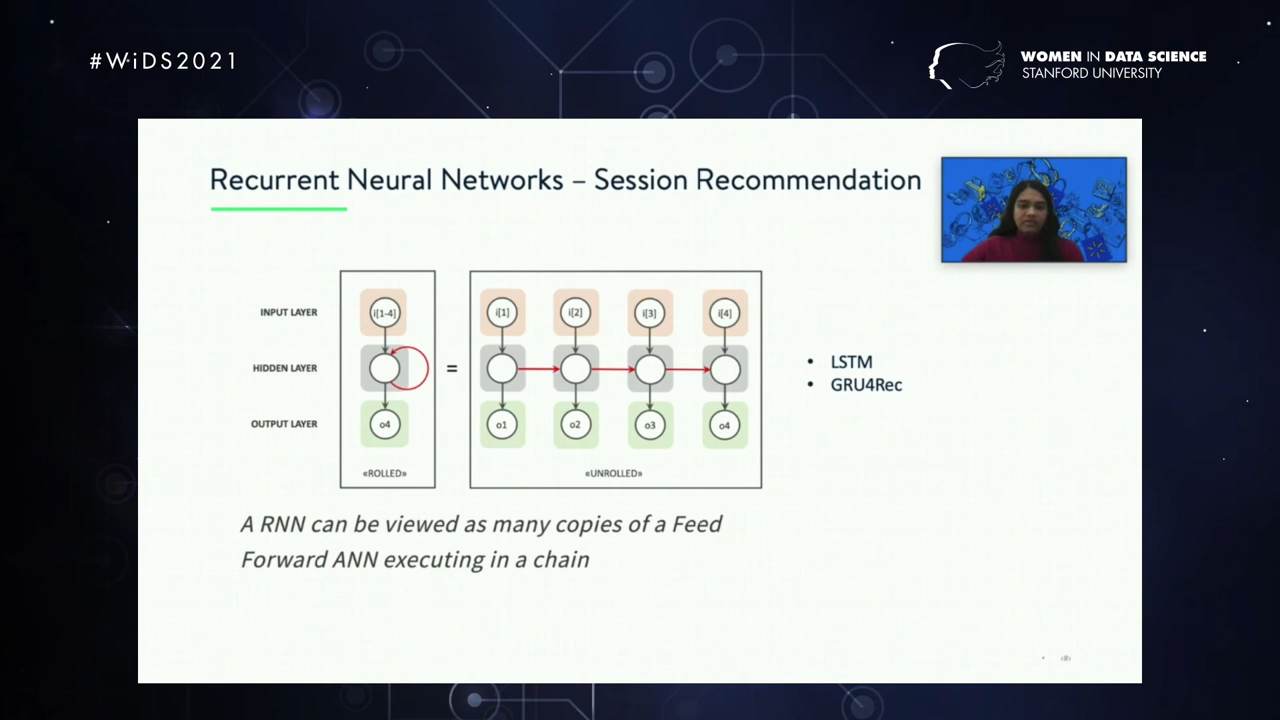 #WiDS2021
WOMEN IN DATA SCIENCE
STANFORD UNIVERSITY
Recurrent Neural Networks – Session Recommendation
INPUT LAYER
i[1-4]
i[1]
i[2]
i[3]
i[4]
HIDDEN LAYER
=
OUTPUT LAYER
o4
o1
o2
o3
o4
«ROLLED»
«UNROLLED»
• LSTM
• GRU4Rec
A RNN can be viewed as many copies of a Feed
Forward ANN executing in a chain